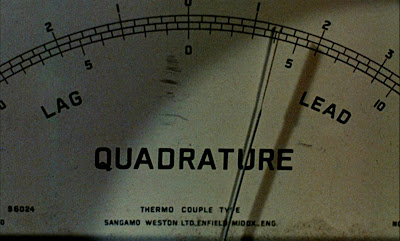 2 1 0 1 2 3
0 5 0 5 10
LAG LEAD
QUADRATURE
S6024 THERMO COUPLE TYPE
SANGAMO WESTON LTD. ENFIELD MIDDX. ENG.